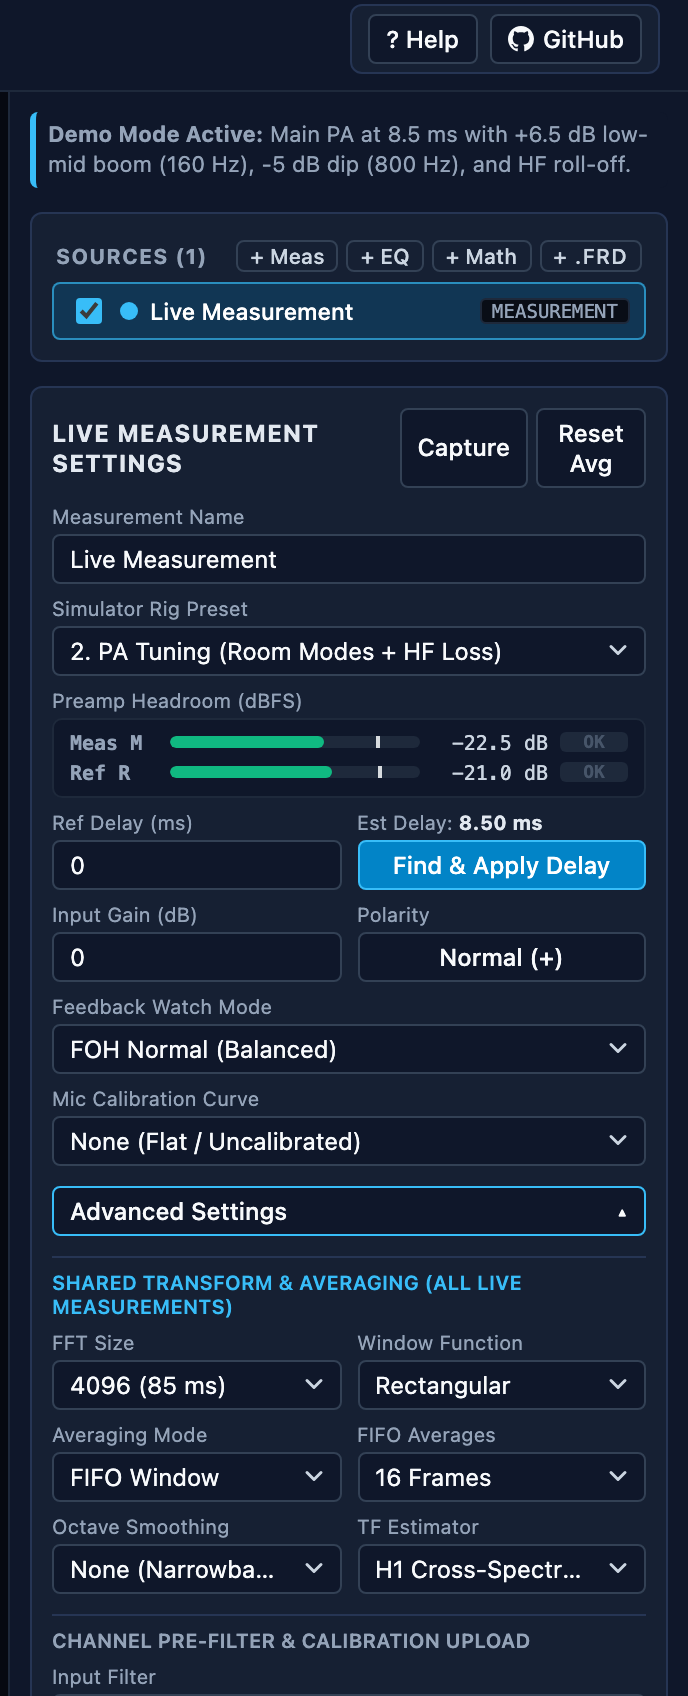 ? Help
GitHub
Demo Mode Active: Main PA at 8.5 ms with +6.5 dB low-
mid boom (160 Hz), -5 dB dip (800 Hz), and HF roll-off.
SOURCES (1)
+ Meas
+ EQ
+ Math
+ .FRD
Live Measurement
MEASUREMENT
LIVE MEASUREMENT
SETTINGS
Capture
Reset
Avg
Measurement Name
Live Measurement
Simulator Rig Preset
2. PA Tuning (Room Modes + HF Loss)
Preamp Headroom (dBFS)
Meas M
-22.5 dB
OK
Ref R
-21.0 dB
OK
Ref Delay (ms)
Est Delay: 8.50 ms
0
Find & Apply Delay
Input Gain (dB)
Polarity
0
Normal (+)
Feedback Watch Mode
FOH Normal (Balanced)
Mic Calibration Curve
None (Flat / Uncalibrated)
Advanced Settings
SHARED TRANSFORM & AVERAGING (ALL LIVE
MEASUREMENTS)
FFT Size
Window Function
4096 (85 ms)
Rectangular
Averaging Mode
FIFO Averages
FIFO Window
16 Frames
Octave Smoothing
TF Estimator
None (Narrowba...
H1 Cross-Spectr...
CHANNEL PRE-FILTER & CALIBRATION UPLOAD
Input Filter